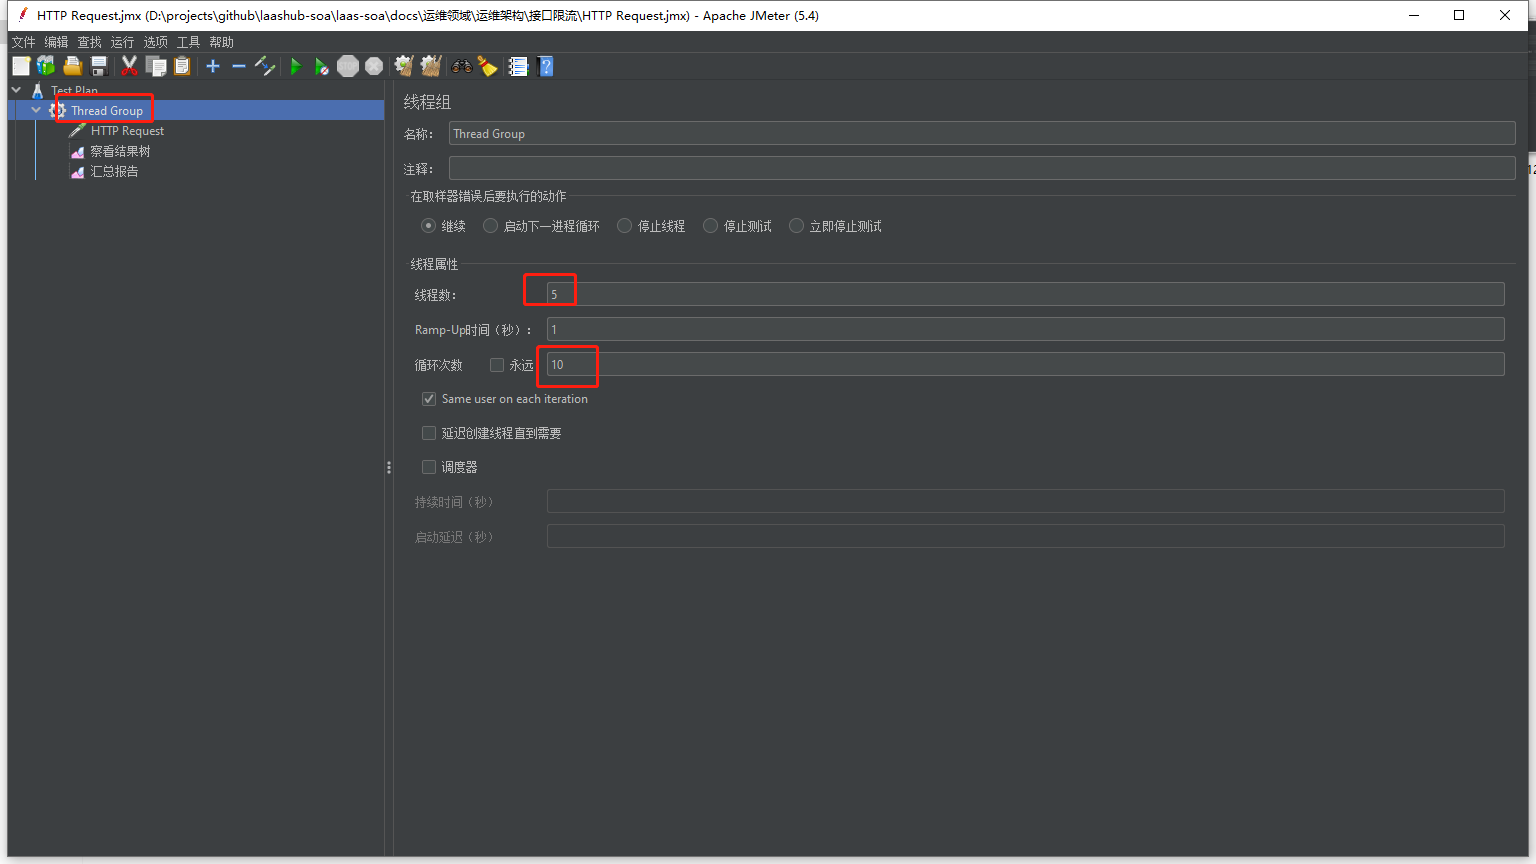 HTTP Request.jmx (D:\projects\github\laashub-soa\laas-soa\docs\运维领域\运维架构\接口限流\HTTP Request.jmx) - Apache JMeter (5.4)
文件 编辑 查找 运行 选项 工具 帮助
Test Plan
Thread Group
HTTP Request
察看结果树
汇总报告
线程组
名称： Thread Group
注释：
在取样器错误后要执行的动作
继续 启动下一进程循环 停止线程 停止测试 立即停止测试
线程属性
线程数： 5
Ramp-Up时间（秒）： 1
循环次数 永远 10
Same user on each iteration
延迟创建线程直到需要
调度器
持续时间（秒）
启动延迟（秒）
12